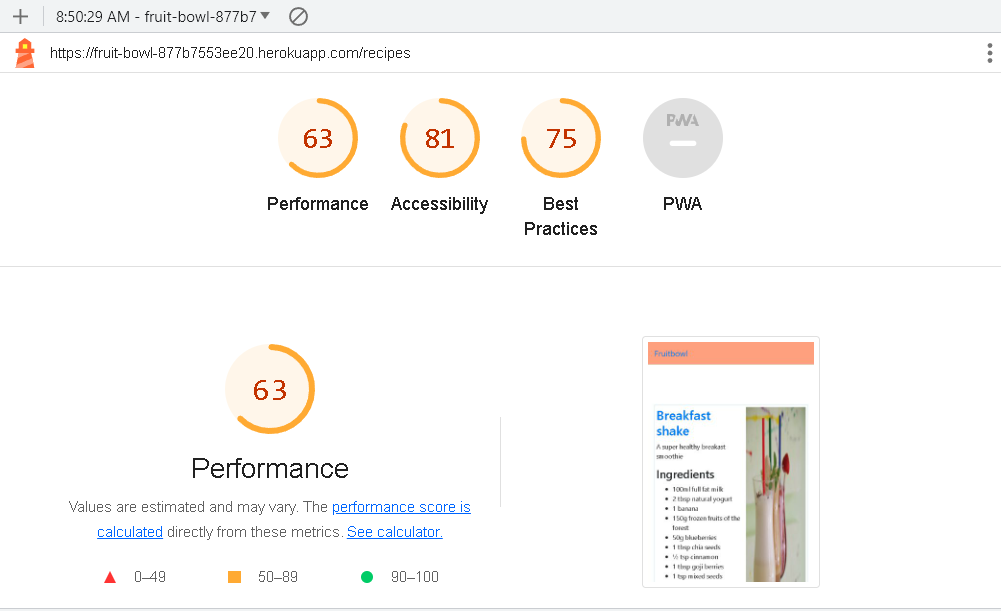 8:50:29 AM - fruit-bowl-877b7
https://fruit-bowl-877b7553ee20.herokuapp.com/recipes
63
81
75
PWA
Performance
Accessibility
Best
Practices
PWA
63
Performance
Values are estimated and may vary. The performance score is
calculated directly from these metrics. See calculator.
0–49
50–89
90–100
Fruitbowl
Breakfast
shake
A super healthy breakast
smoothie
Ingredients
100ml full fat milk
2 tbsp natural yogurt
1 banana
150g frozen fruits of the
forest
50g blueberries
1 tbsp chia seeds
½ tsp cinnamon
1 tbsp goji berries
1 tsp mixed seeds